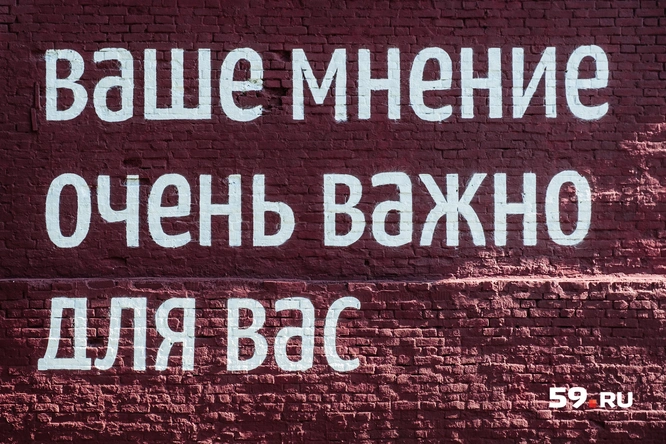 ваше мнение
очень важно
для вас
59.RU